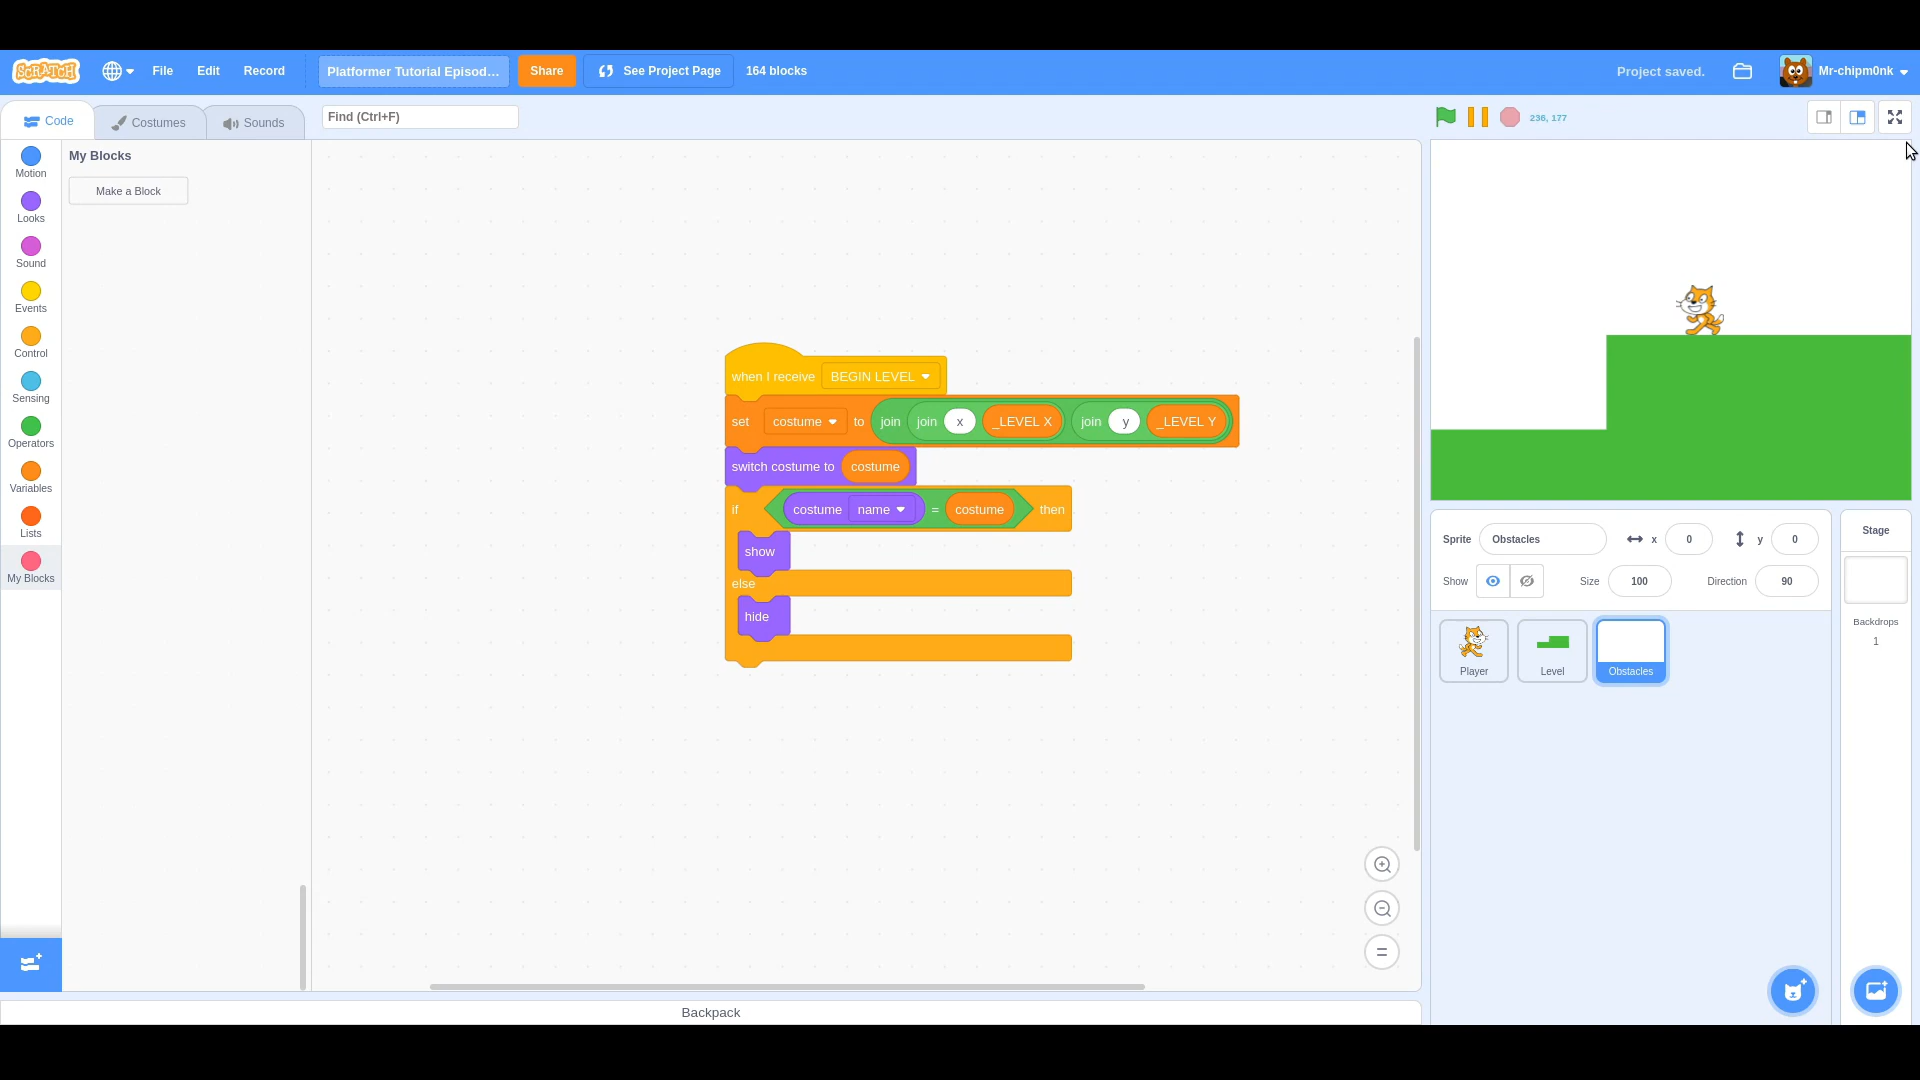 SCRATCH File Edit Record Platformer Tutorial Episod... Share See Project Page 164 blocks Project saved. Mr-chipm0nk
Code Costumes Sounds Find (Ctrl+F) 236, 177
My Blocks
Make a Block
Motion
Looks
Sound
Events
Control
Sensing
Operators
Variables
Lists
My Blocks
when I receive BEGIN LEVEL
set costume to join join x _LEVEL X join y _LEVEL Y
switch costume to costume
if costume name = costume then
show
else
hide
Backpack
Sprite Obstacles x 0 y 0
Show Size 100 Direction 90
Player Level Obstacles
Stage
Backdrops
1